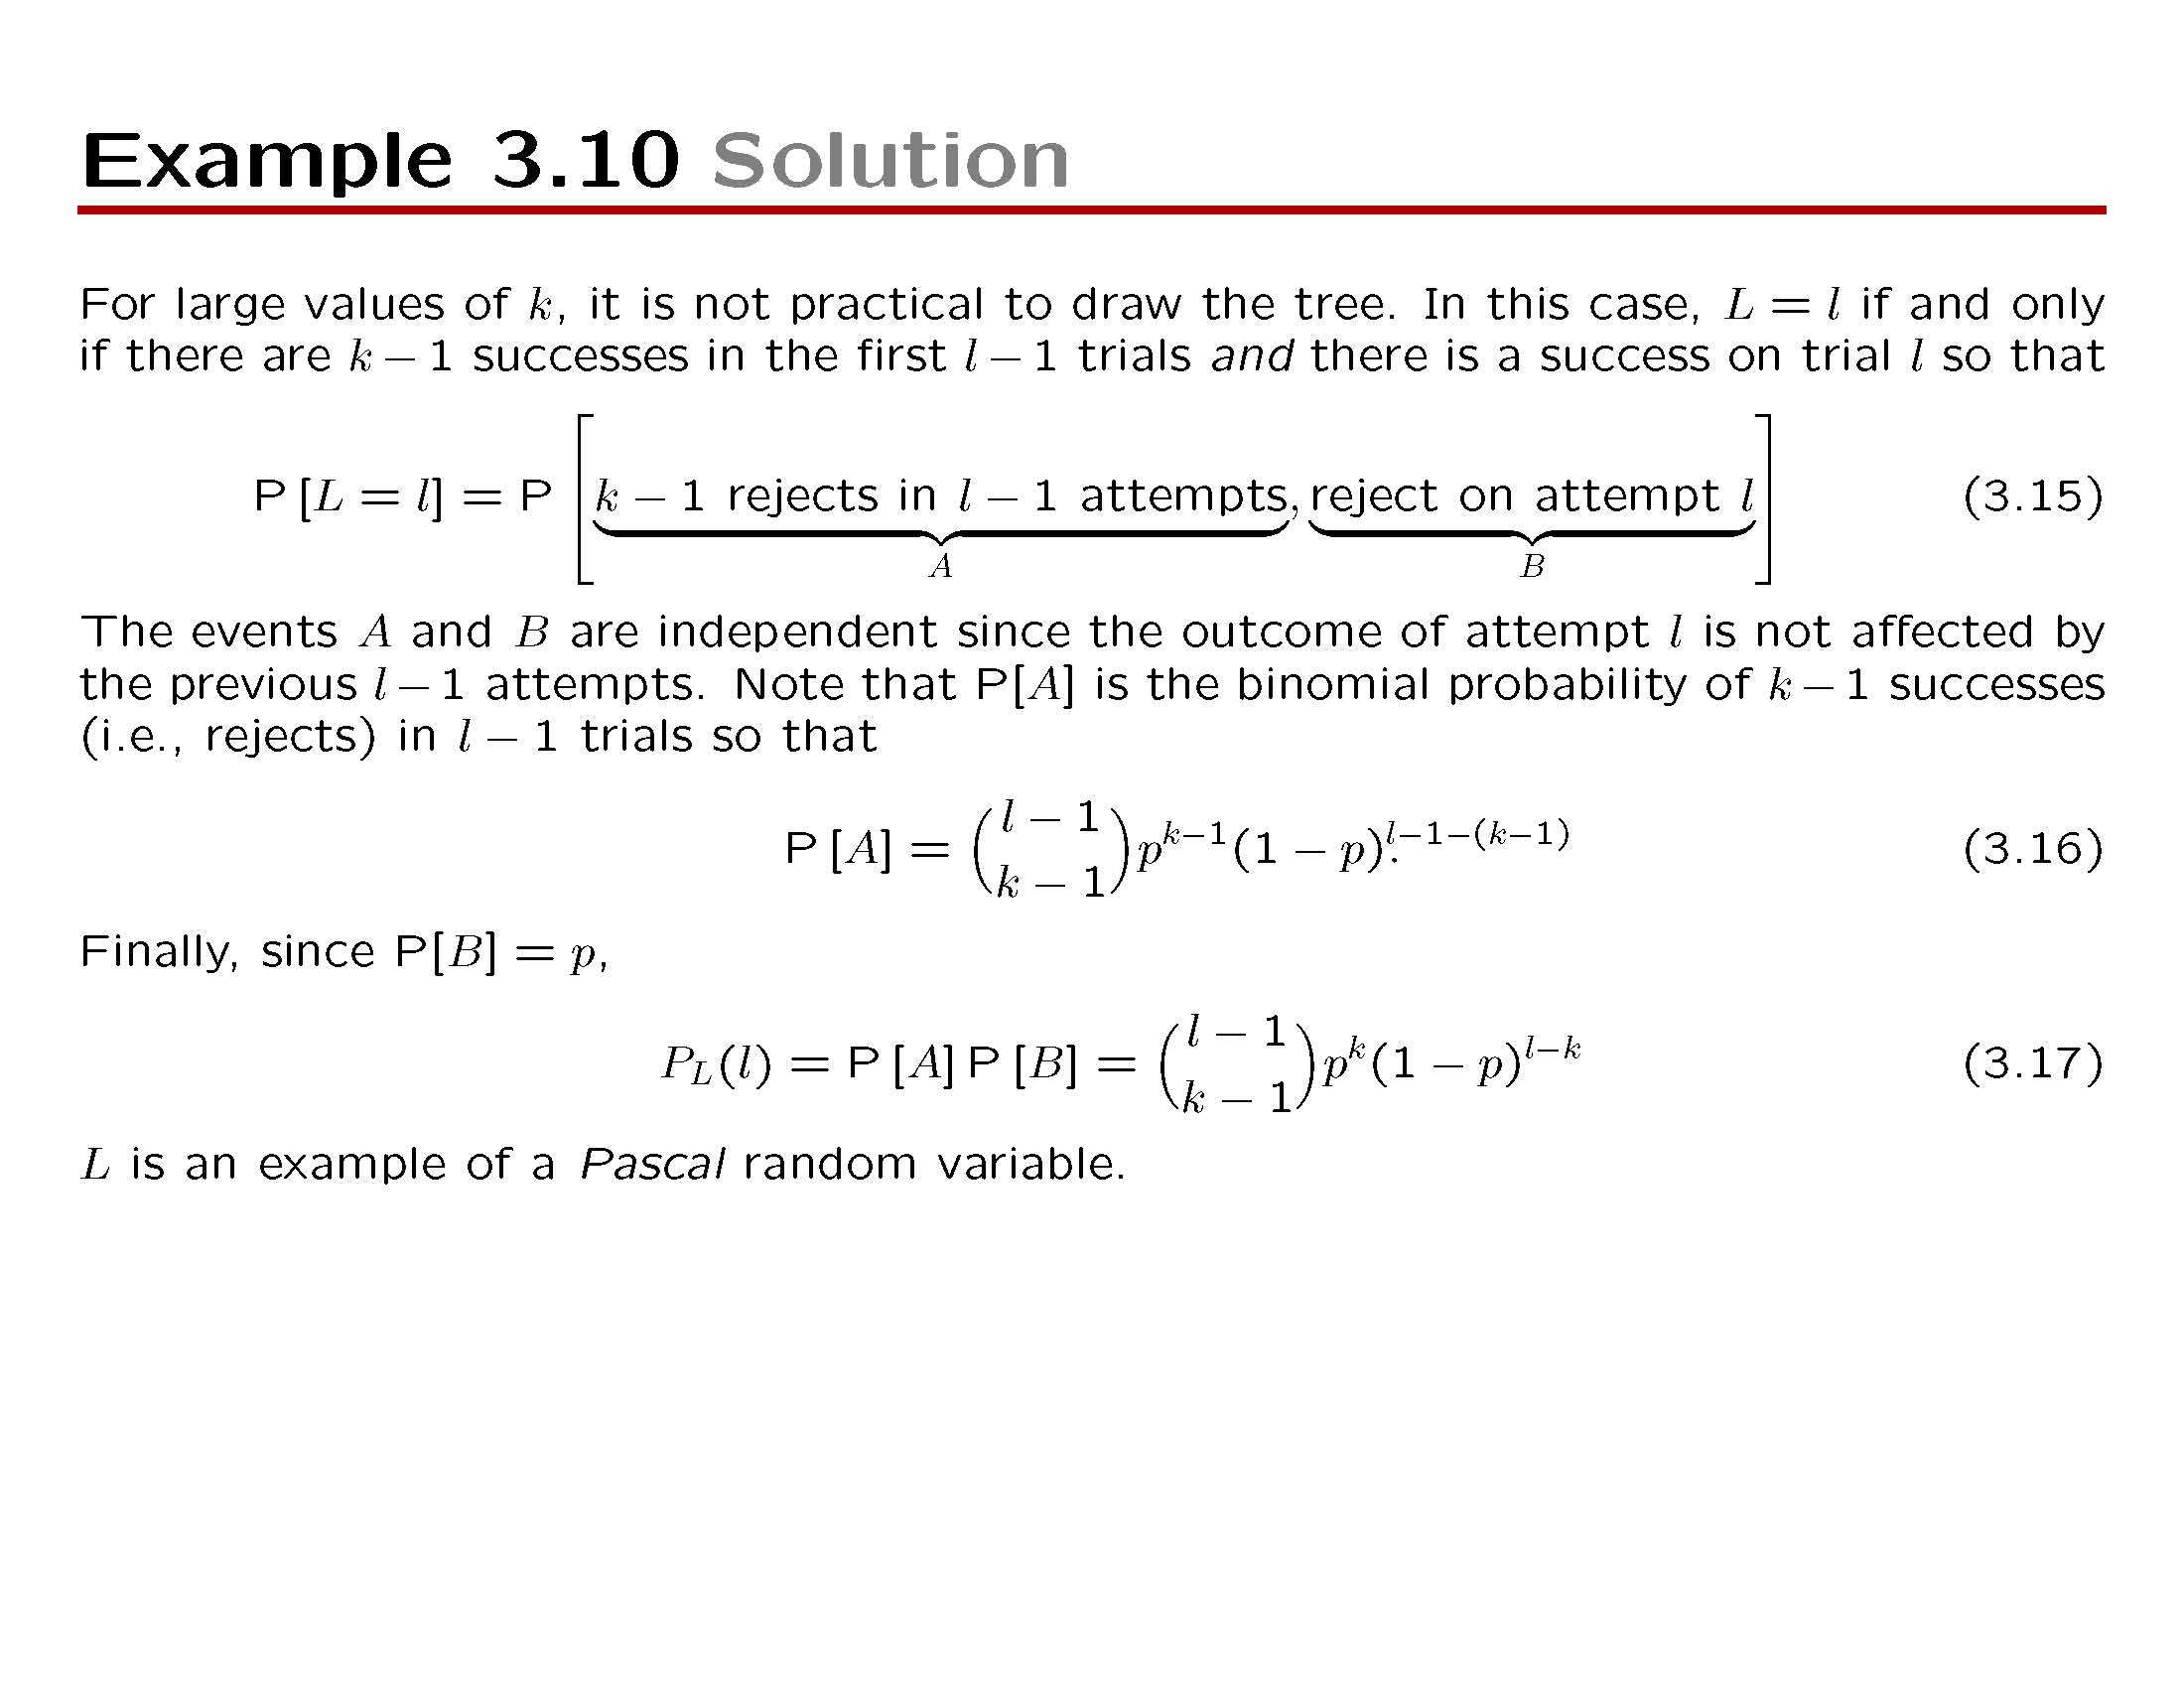 Example 3.10 Solution
For large values of k, it is not practical to draw the tree. In this case, L = l if and only
if there are k − 1 successes in the first l − 1 trials and there is a success on trial l so that
P [L = l] = P [k − 1 rejects in l − 1 attempts, reject on attempt l] (3.15)
A B
The events A and B are independent since the outcome of attempt l is not affected by
the previous l − 1 attempts. Note that P[A] is the binomial probability of k − 1 successes
(i.e., rejects) in l − 1 trials so that
P [A] = \binom{l − 1}{k − 1} p^{k−1}(1 − p)^{l−1−(k−1)}. (3.16)
Finally, since P[B] = p,
P_L(l) = P [A] P [B] = \binom{l − 1}{k − 1} p^k(1 − p)^{l−k} (3.17)
L is an example of a Pascal random variable.